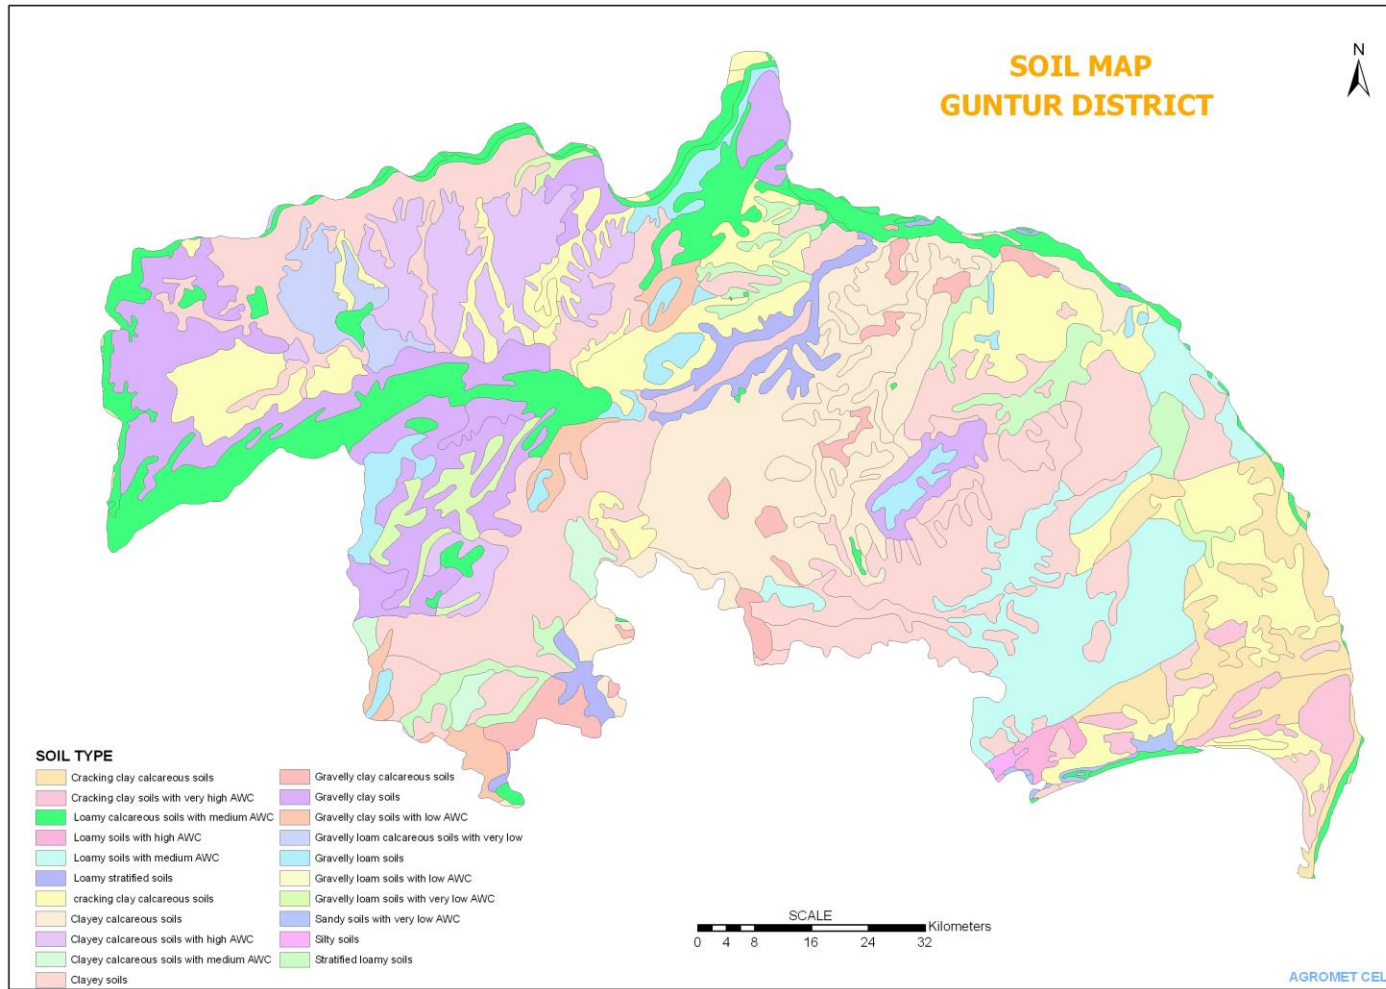 SOIL MAP
GUNTUR DISTRICT
N
SOIL TYPE
Cracking clay calcareous soils
Cracking clay soils with very high AWC
Loamy calcareous soils with medium AWC
Loamy soils with high AWC
Loamy soils with medium AWC
Loamy stratified soils
cracking clay calcareous soils
Clayey calcareous soils
Clayey calcareous soils with high AWC
Clayey calcareous soils with medium AWC
Clayey soils
Gravelly clay calcareous soils
Gravelly clay soils
Gravelly clay soils with low AWC
Gravelly loam calcareous soils with very low
Gravelly loam soils
Gravelly loam soils with low AWC
Gravelly loam soils with very low AWC
Sandy soils with very low AWC
Silty soils
Stratified loamy soils
SCALE
Kilometers
0 4 8 16 24 32
AGROMET CEL